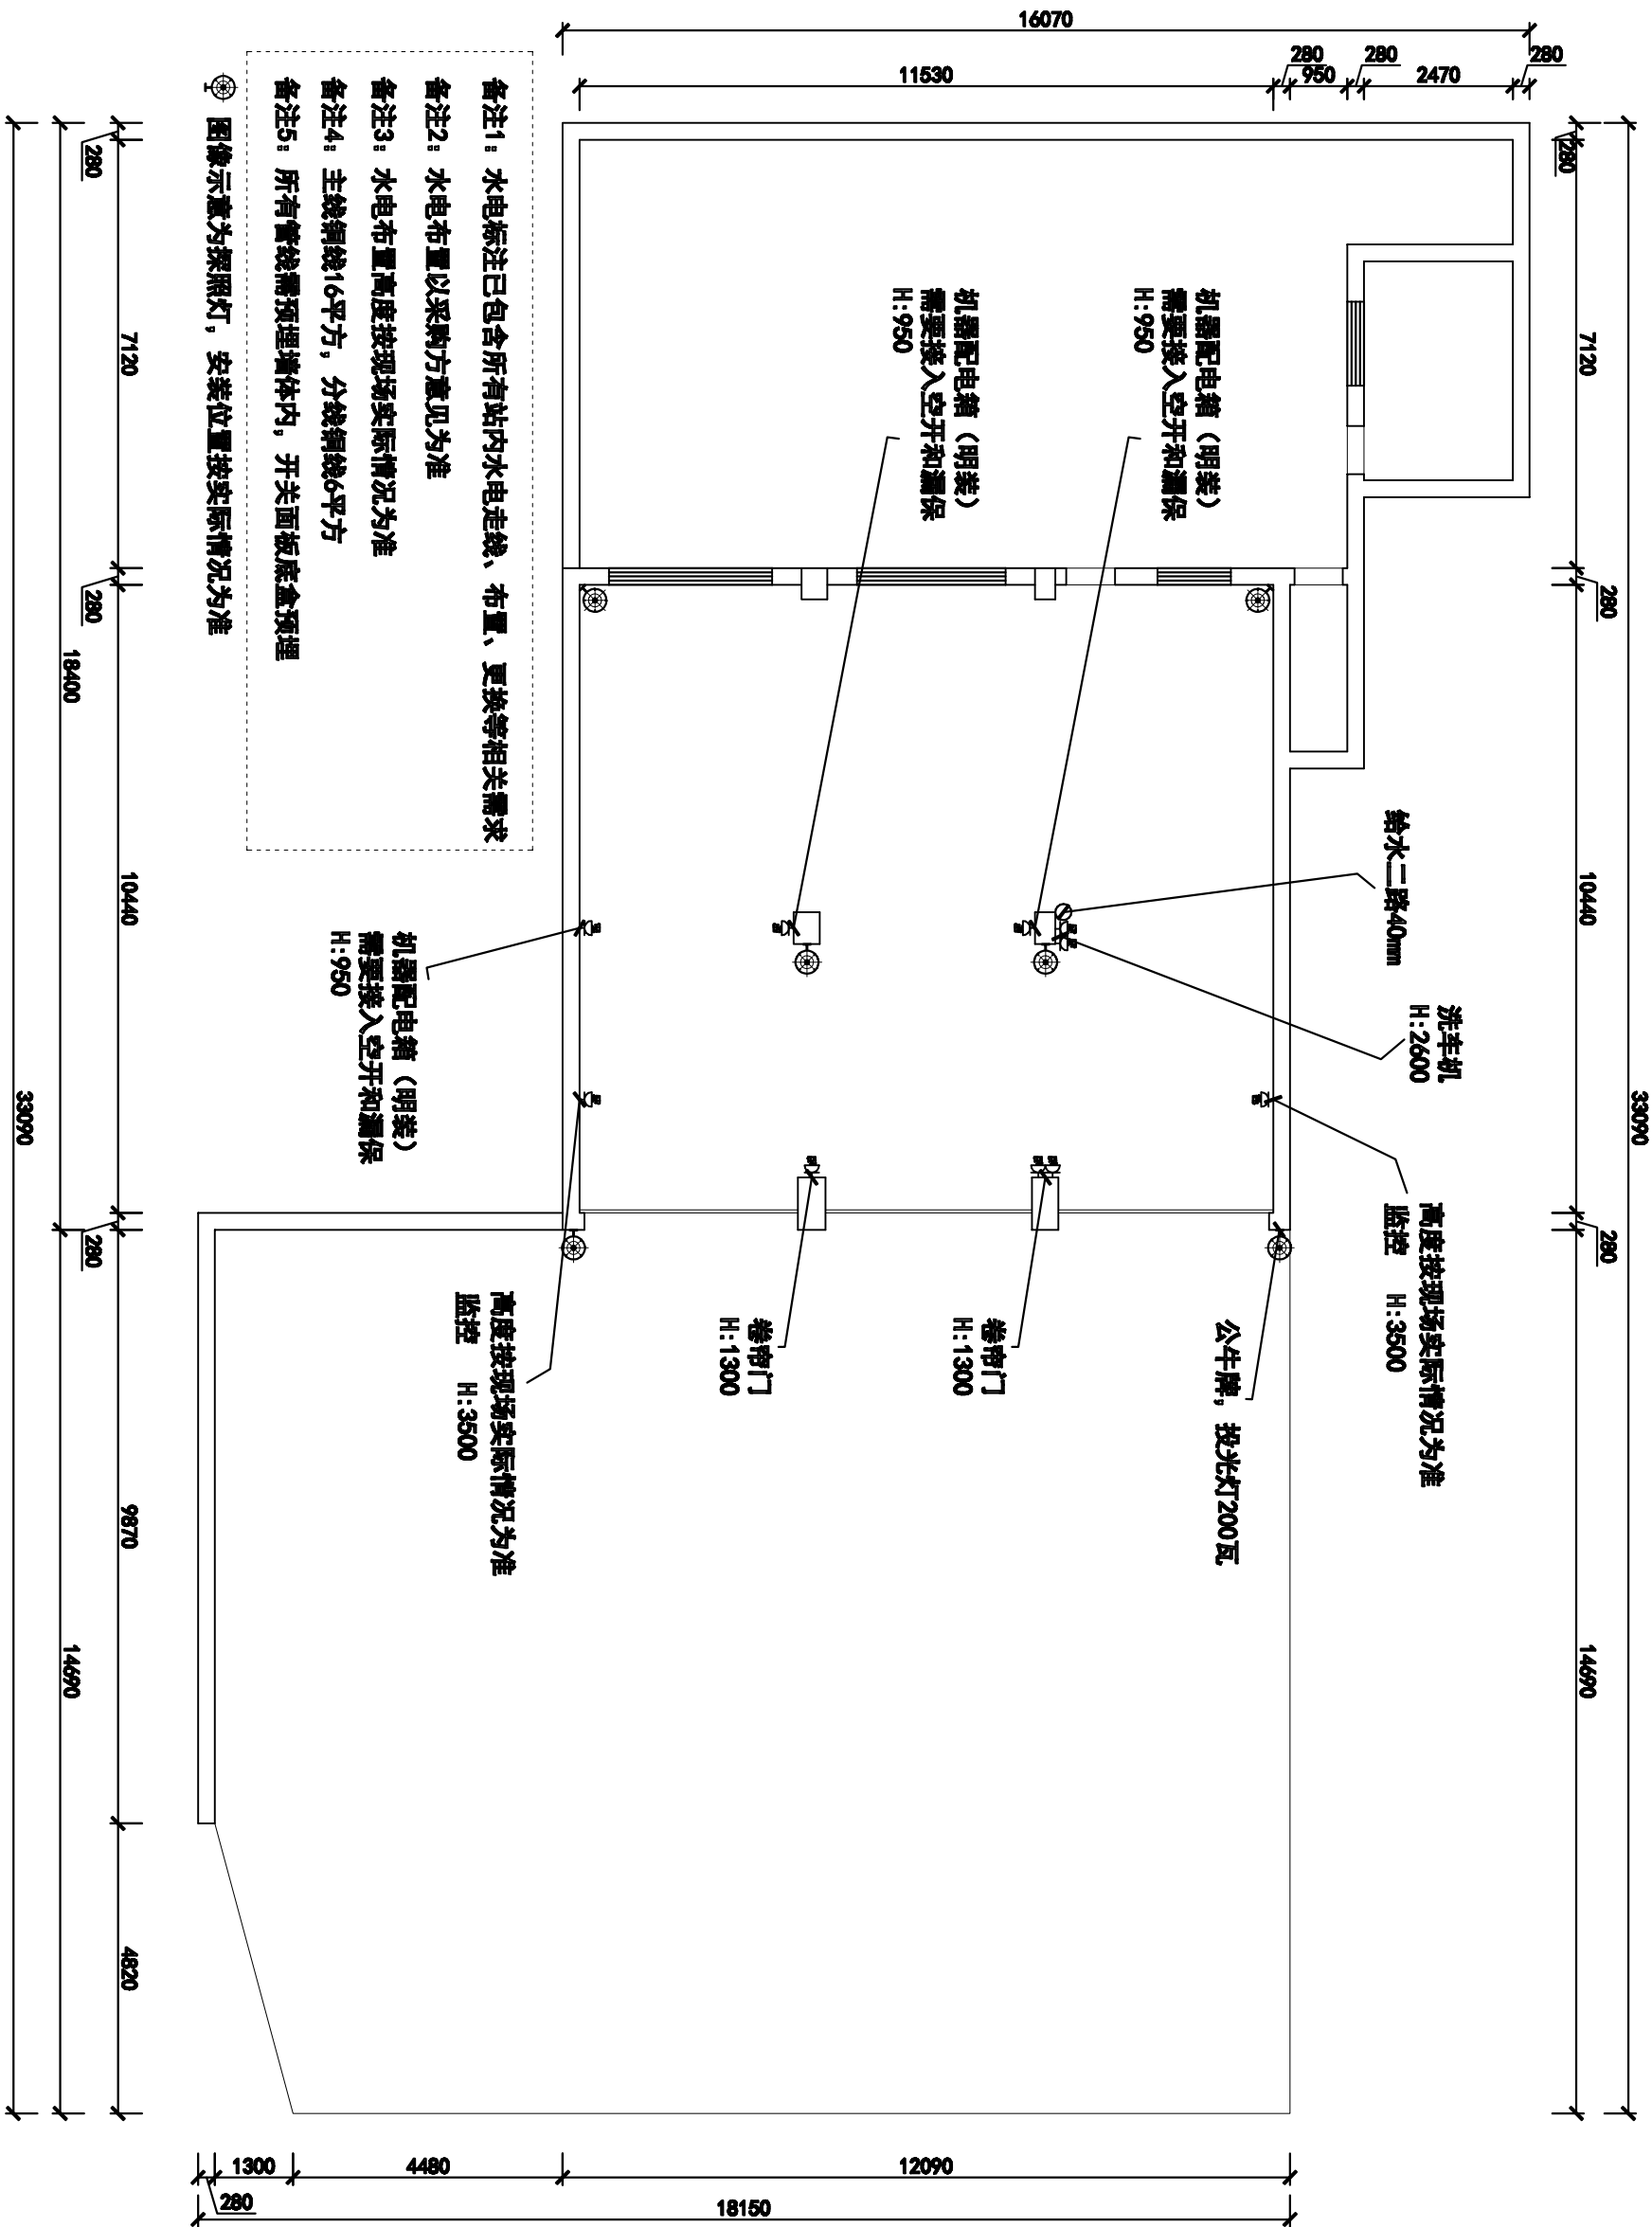 33090
280
7120
280
10440
280
14690
280
2470
280
950
280
11530
16070
洗车机
H:2600
给水二路40mm
高度按现场实际情况为准
监控 H:3500
公牛牌，投光灯200瓦
机器配电箱（明装）
需要接入空开和漏保
H:950
机器配电箱（明装）
需要接入空开和漏保
H:950
卷帘门
H:1300
卷帘门
H:1300
高度按现场实际情况为准
监控 H:3500
机器配电箱（明装）
需要接入空开和漏保
H:950
备注1：水电标注已包含所有站内水电走线、布置、更换等相关需求
备注2：水电布置以采购方意见为准
备注3：水电布置高度按现场实际情况为准
备注4：主线铜线16平方，分线铜线6平方
备注5：所有管线需预埋墙体内，开关面板底盒预埋
图像示意为探照灯，安装位置按实际情况为准
12090
4480
1300
280
18150
280
7120
280
10440
280
9870
4820
18400
14690
33090